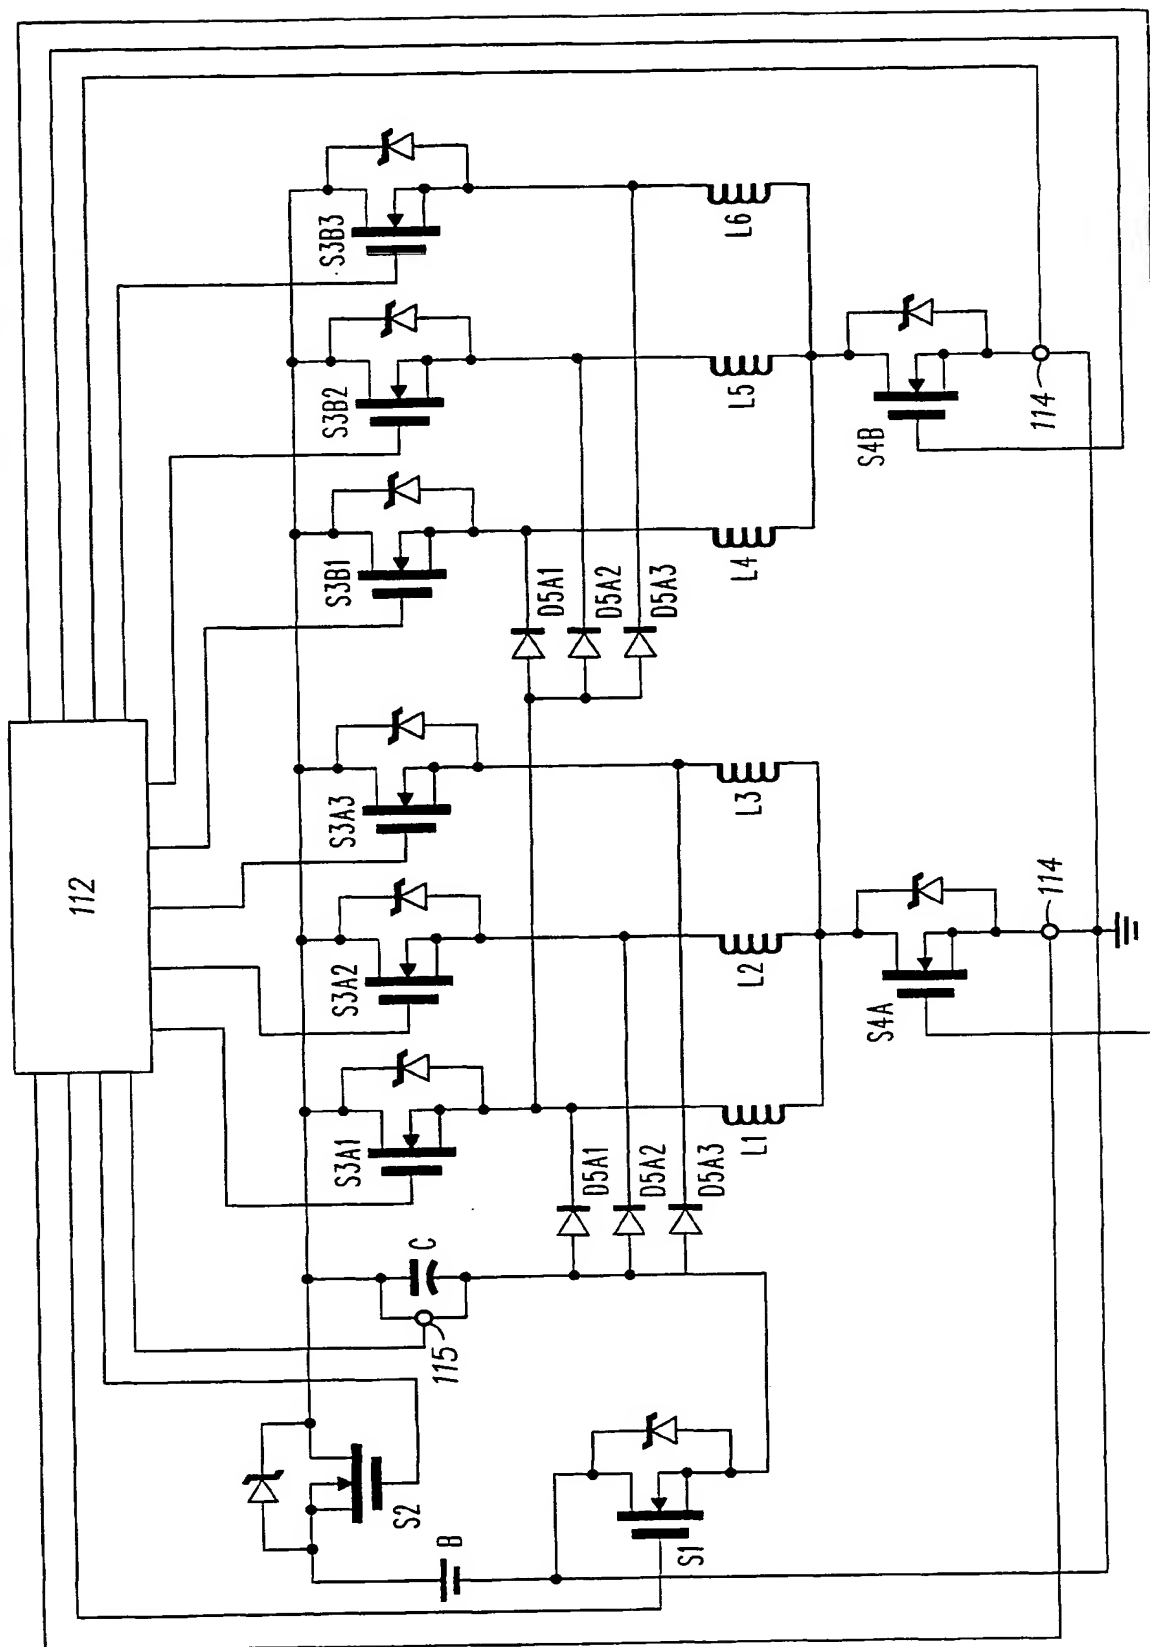 112
S3B3
S3B2
S3B1
S3A3
S3A2
S3A1
S2
C
115
B
S1
D5A1
D5A2
D5A3
D5A1
D5A2
D5A3
L6
L5
L4
L3
L2
L1
S4B
114
S4A
114